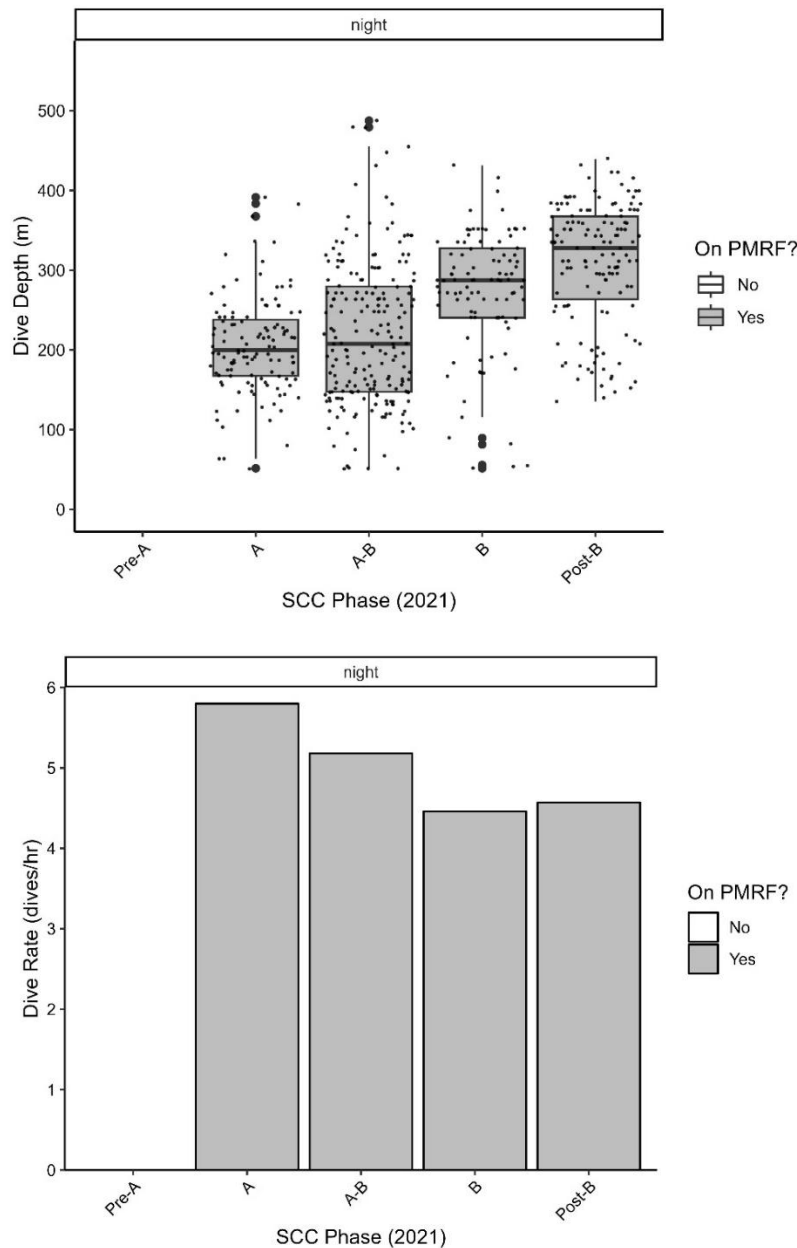 night
500
400
300
200
100
0
Dive Depth (m)
Pre-A
A
A-B
B
Post-B
SCC Phase (2021)
On PMRF?
No
Yes
night
6
5
4
3
2
1
0
Dive Rate (dives/hr)
Pre-A
A
A-B
B
Post-B
SCC Phase (2021)
On PMRF?
No
Yes